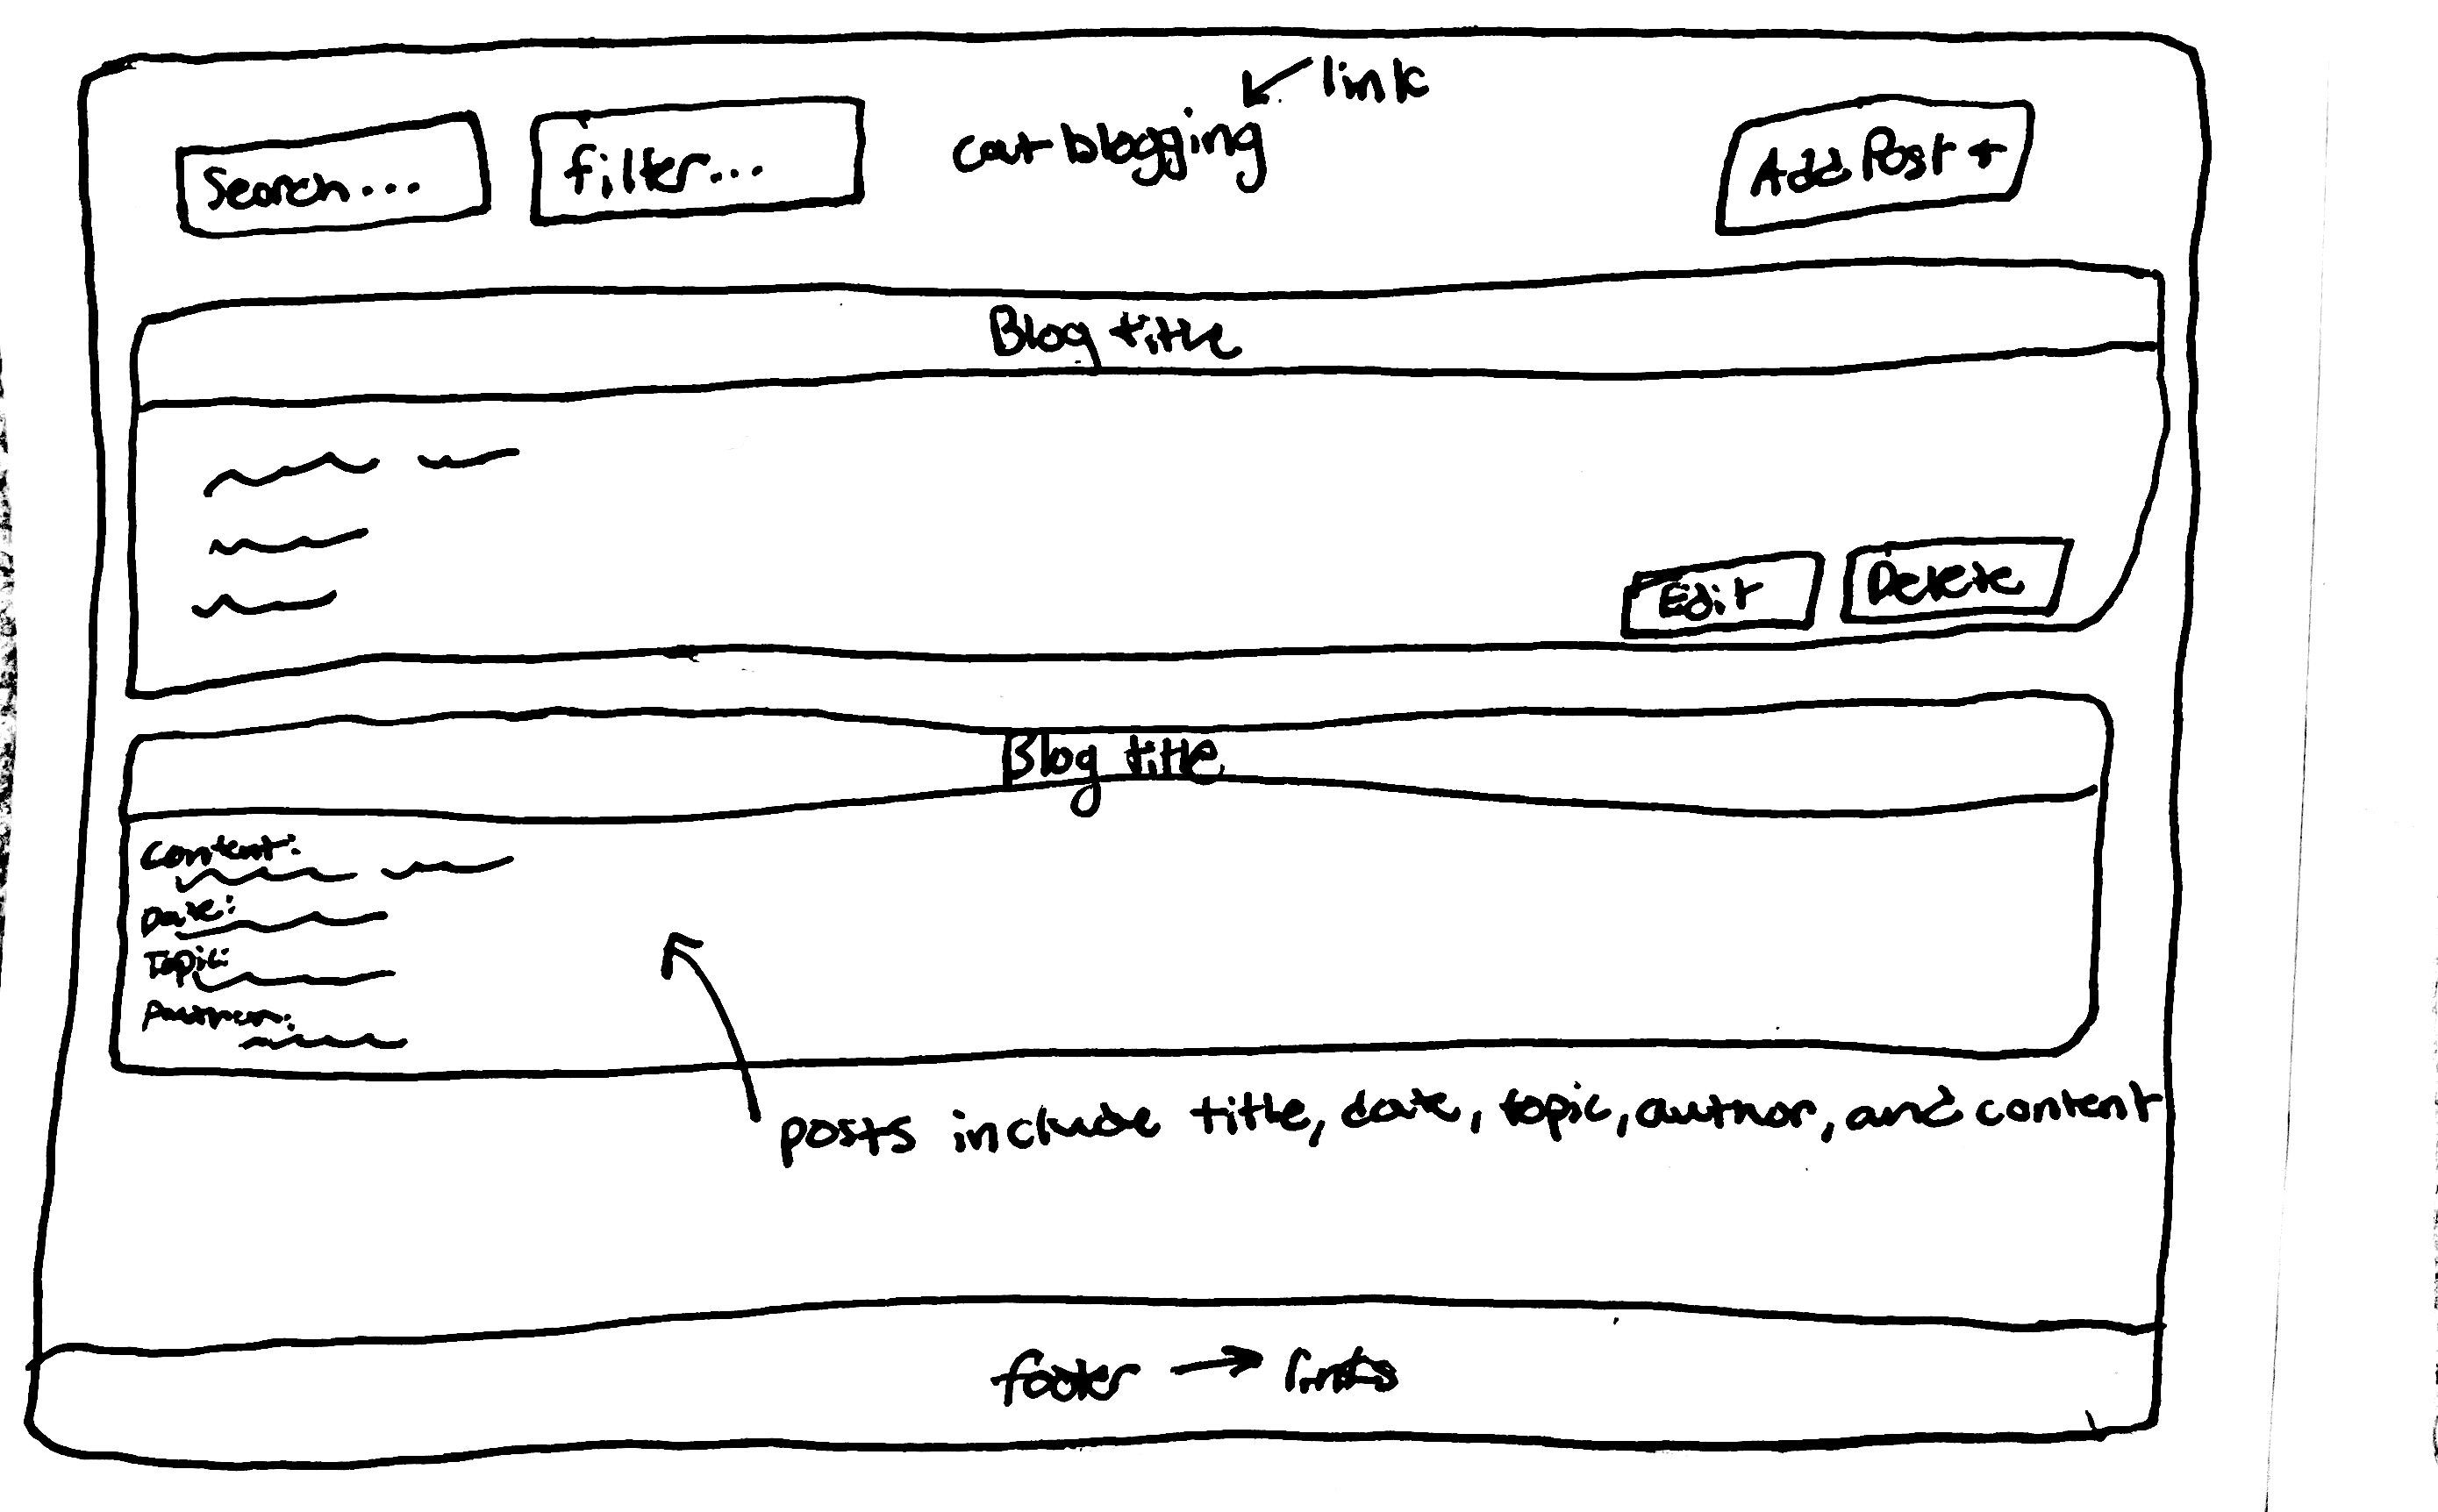 link
Search...
filter...
cat blogging
Add Post +
Blog title
Edit
Delete
Blog title
Content:
Date:
Topic:
Author:
posts include title, date, topic, author, and content
footer → links